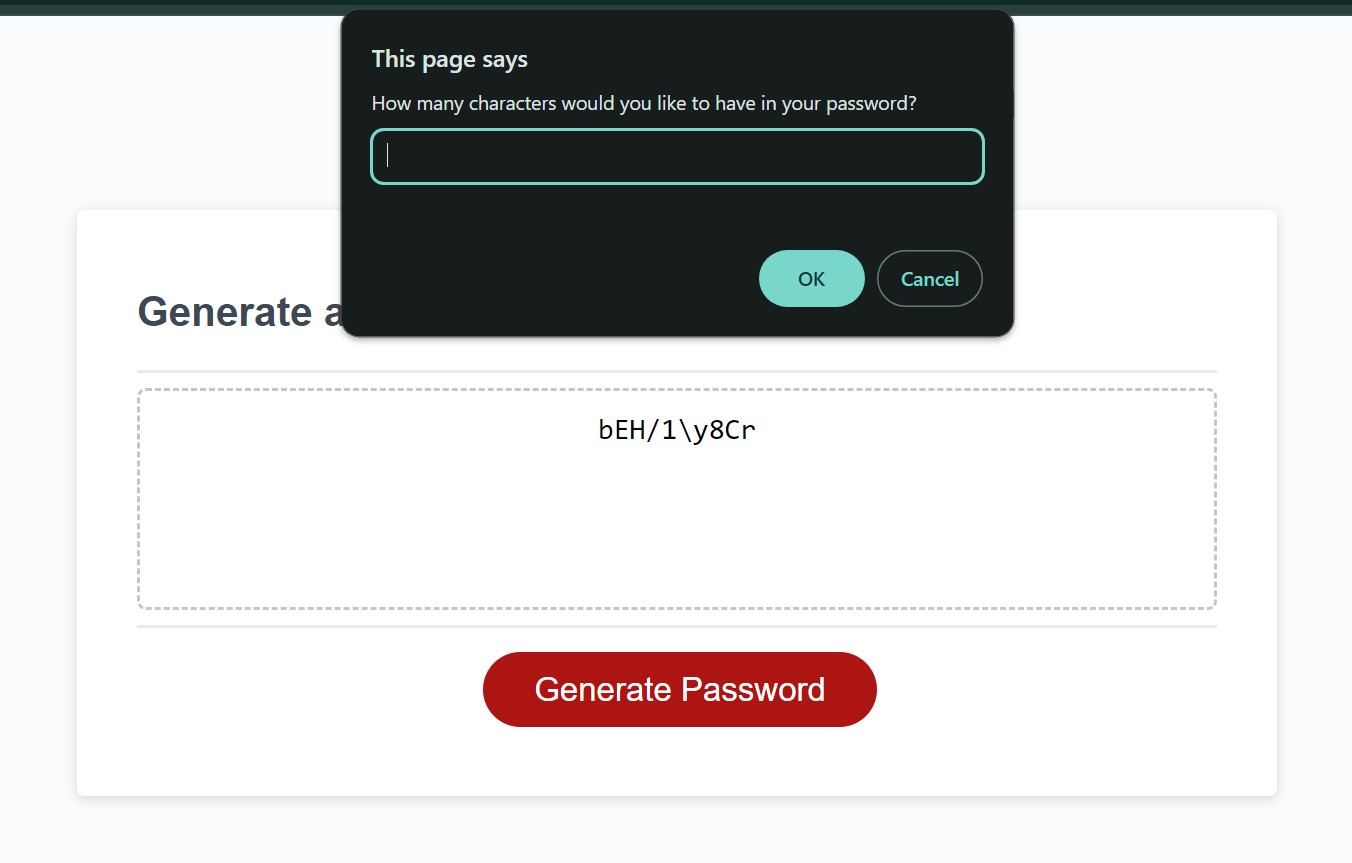 This page says
How many characters would you like to have in your password?
OK
Cancel
Generate a
bEH/1\y8Cr
Generate Password